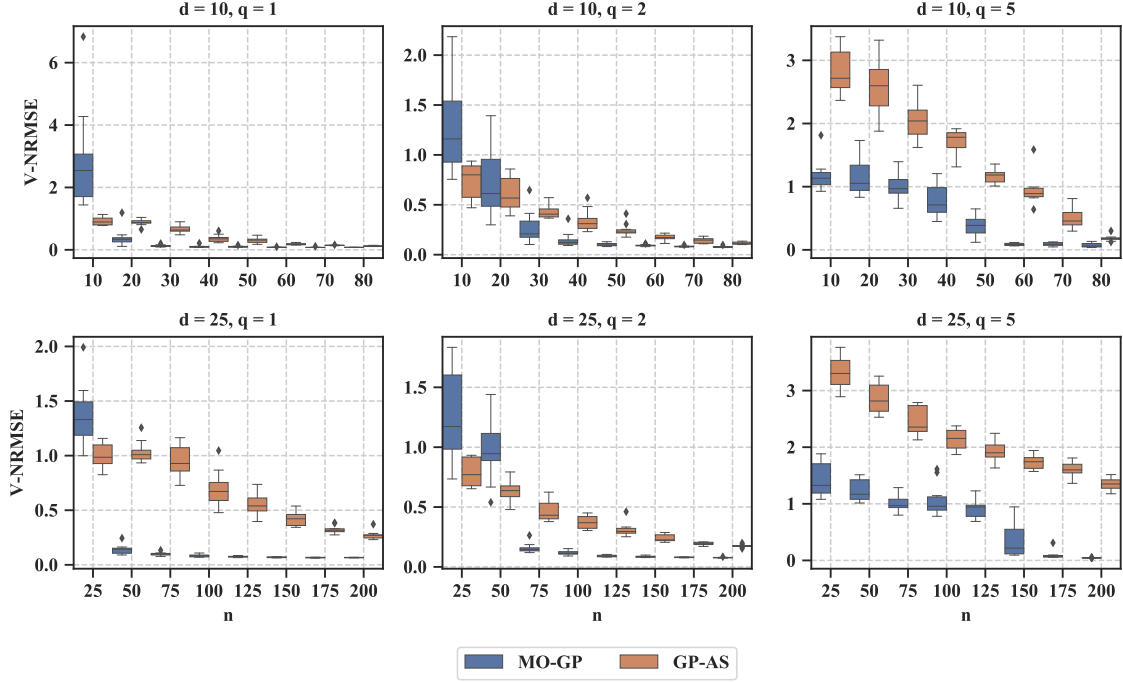 d = 10, q = 1
d = 10, q = 2
d = 10, q = 5
V-NRMSE
6
4
2
0
10 20 30 40 50 60 70 80
2.0
1.5
1.0
0.5
0.0
10 20 30 40 50 60 70 80
3
2
1
0
10 20 30 40 50 60 70 80
d = 25, q = 1
d = 25, q = 2
d = 25, q = 5
V-NRMSE
2.0
1.5
1.0
0.5
0.0
25 50 75 100 125 150 175 200
n
1.5
1.0
0.5
0.0
25 50 75 100 125 150 175 200
n
3
2
1
0
25 50 75 100 125 150 175 200
n
MO-GP GP-AS